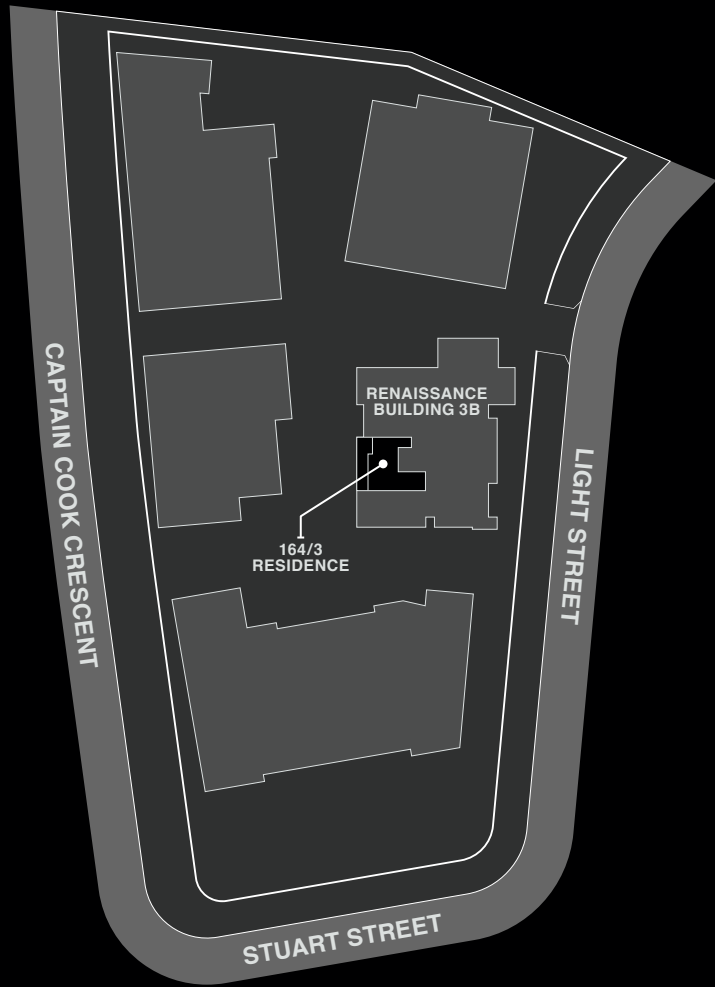 RENAISSANCE
BUILDING 3B
164/3
RESIDENCE
CAPTAIN COOK CRESCENT
LIGHT STREET
STUART STREET